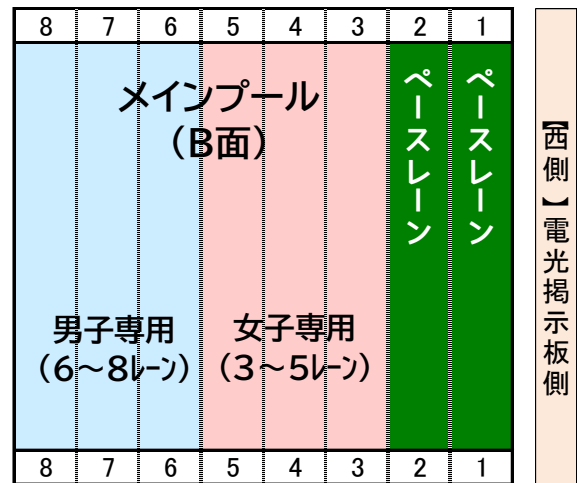 8 7 6 5 4 3 2 1
メインプール
（B面）
ペースレーン
ペースレーン
男子専用
（6～8ﾚｰﾝ）
女子専用
（3～5ﾚｰﾝ）
8 7 6 5 4 3 2 1
【西側】電光掲示板側